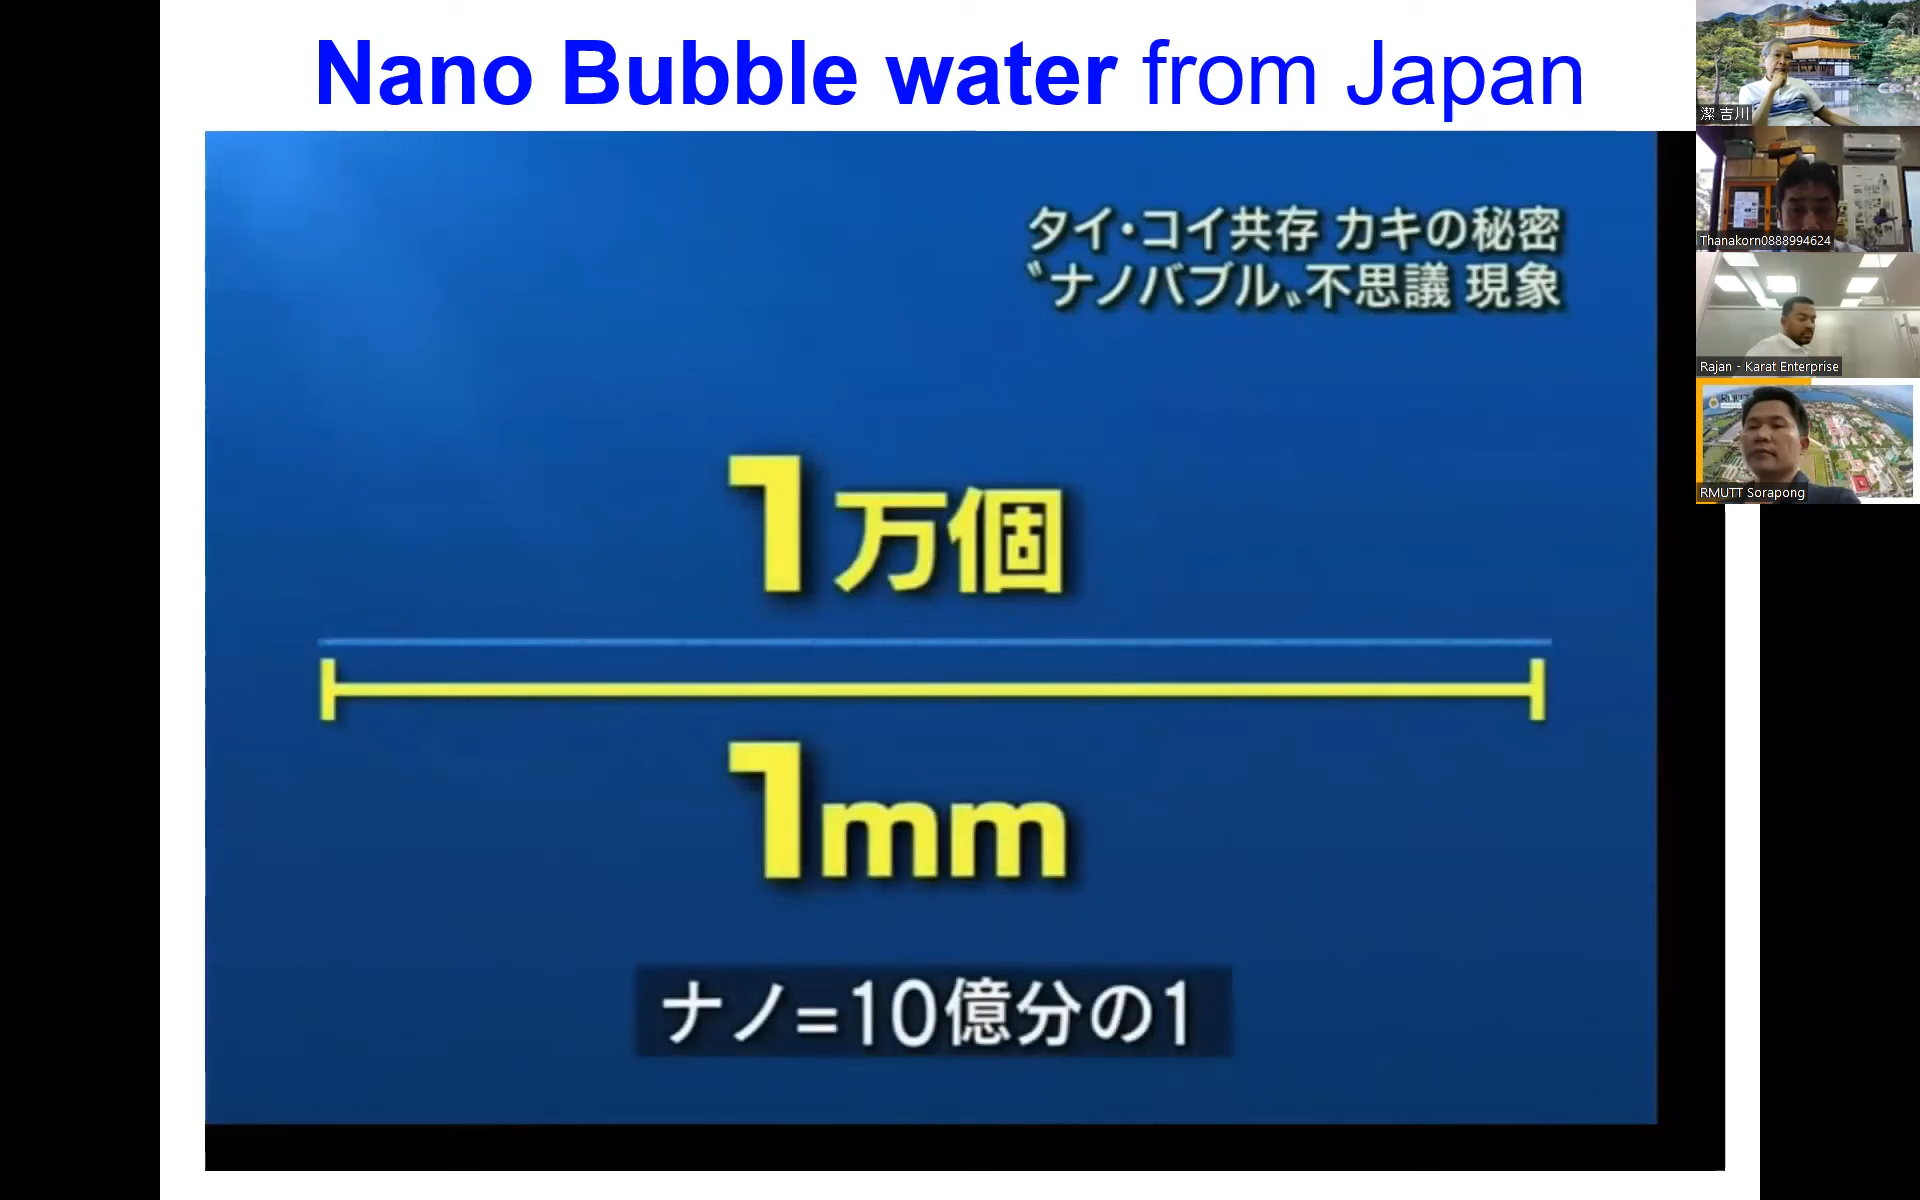 Nano Bubble water from Japan
タイ・コイ共存 カキの秘密
〝ナノバブル〟不思議 現象
1万個
1mm
ナノ=10億分の1
潔 吉川
Thanakorn0888994624
Rajan - Karat Enterprise
RMUTT
RMUTT Sorapong